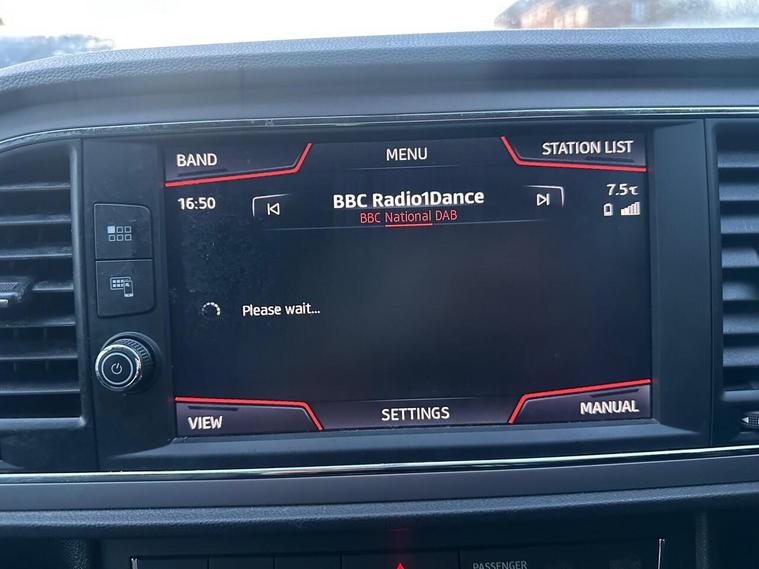 BAND
MENU
STATION LIST
16:50
BBC Radio1Dance
7.5℃
BBC National DAB
Please wait...
VIEW
SETTINGS
MANUAL
PASSENGER